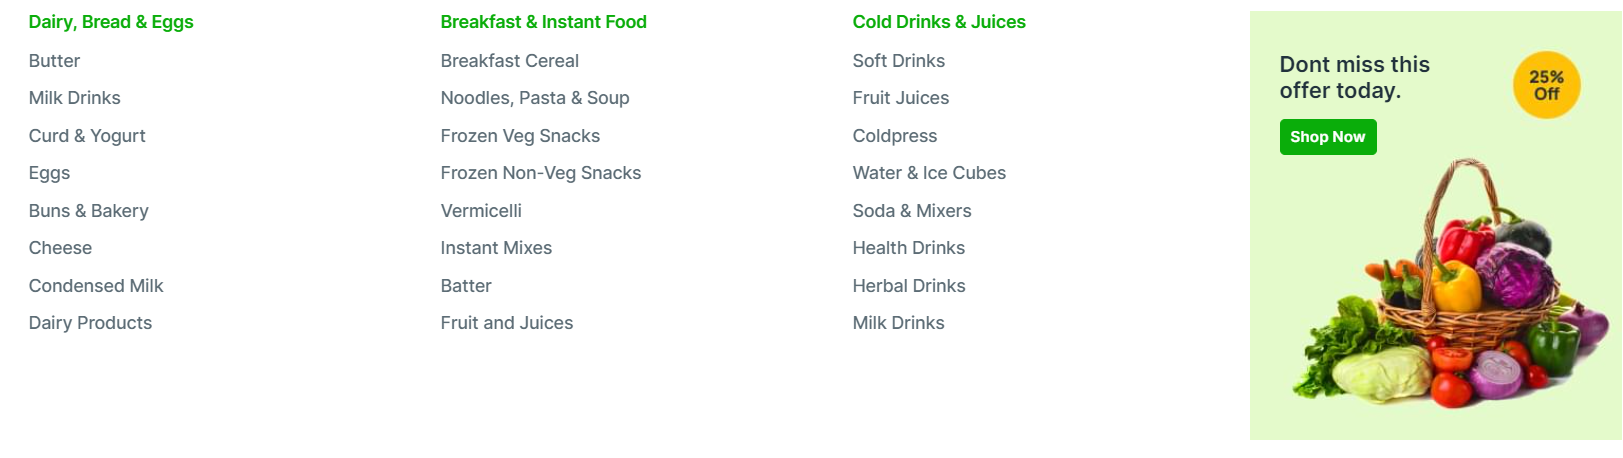 Dairy, Bread & Eggs
Butter
Milk Drinks
Curd & Yogurt
Eggs
Buns & Bakery
Cheese
Condensed Milk
Dairy Products
Breakfast & Instant Food
Breakfast Cereal
Noodles, Pasta & Soup
Frozen Veg Snacks
Frozen Non-Veg Snacks
Vermicelli
Instant Mixes
Batter
Fruit and Juices
Cold Drinks & Juices
Soft Drinks
Fruit Juices
Coldpress
Water & Ice Cubes
Soda & Mixers
Health Drinks
Herbal Drinks
Milk Drinks
Dont miss this
offer today.
25%
Off
Shop Now